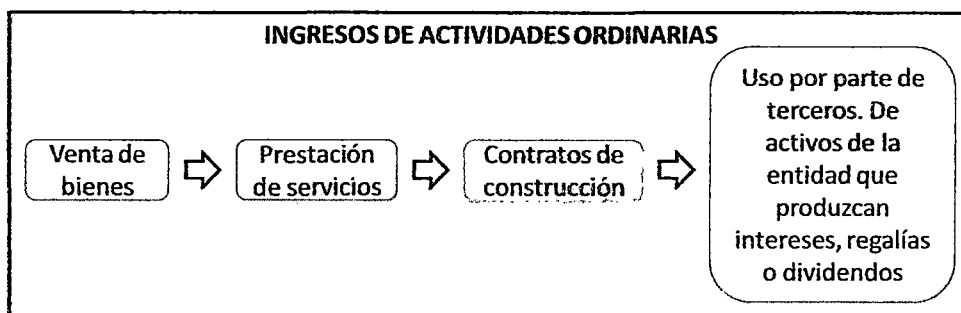 INGRESOS DE ACTIVIDADES ORDINARIAS
Venta de
bienes
Prestación
de servicios
Contratos de
construcción
Uso por parte de
terceros. De
activos de la
entidad que
produzcan
intereses, regalías
o dividendos